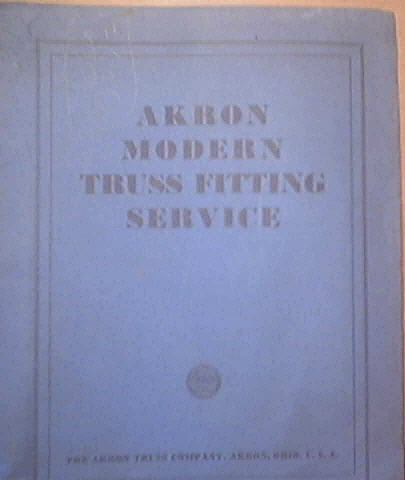 AKRON
MODERN
TRUSS FITTING
SERVICE
THE AKRON TRUSS COMPANY, AKRON, OHIO, U. S. A.